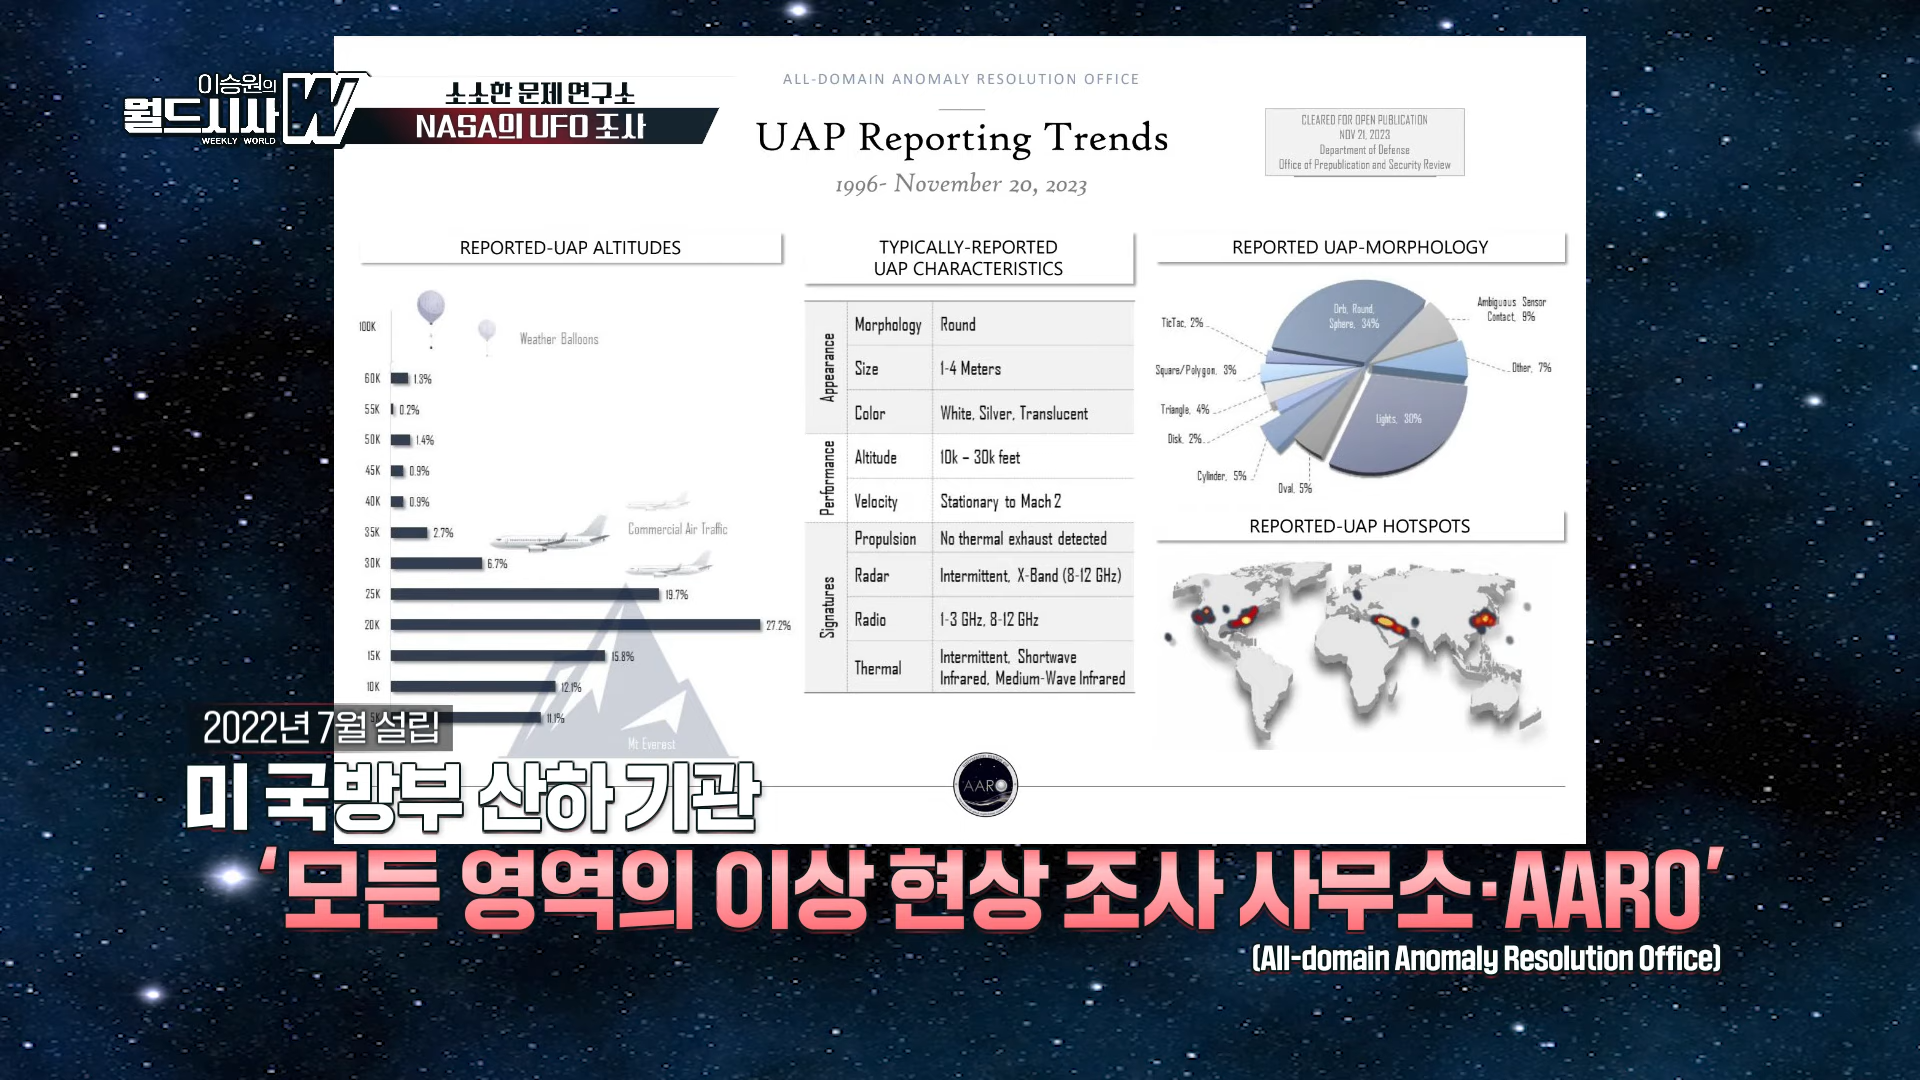 이승원의
월드시사 W
WEEKLY WORLD
소소한 문제 연구소
NASA의 UFO 조사
ALL-DOMAIN ANOMALY RESOLUTION OFFICE
UAP Reporting Trends
1996- November 20, 2023
CLEARED FOR OPEN PUBLICATION
NOV 21, 2023
Department of Defense
Office of Prepublication and Security Review
REPORTED-UAP ALTITUDES
100K
Weather Balloons
60K 1.3%
55K 0.2%
50K 1.4%
45K 0.9%
40K 0.9%
35K 2.7%
Commercial Air Traffic
30K 6.7%
25K 19.7%
20K 27.2%
15K 15.8%
10K 12.1%
11.1%
Mt Everest
TYPICALLY-REPORTED
UAP CHARACTERISTICS
Appearance
Morphology Round
Size 1-4 Meters
Color White, Silver, Translucent
Performance
Altitude 10k – 30k feet
Velocity Stationary to Mach 2
Signatures
Propulsion No thermal exhaust detected
Radar Intermittent, X-Band (8-12 GHz)
Radio 1-3 GHz, 8-12 GHz
Thermal Intermittent, Shortwave
Infrared, Medium-Wave Infrared
REPORTED UAP-MORPHOLOGY
Orb, Round,
Sphere, 34%
Ambiguous Sensor
Contact, 9%
Other, 7%
Lights, 30%
Oval, 5%
Cylinder, 5%
Disk, 2%
Triangle, 4%
Square/Polygon, 3%
TicTac, 2%
REPORTED-UAP HOTSPOTS
AARO
2022년 7월 설립
미 국방부 산하 기관
‘모든 영역의 이상 현상 조사 사무소·AARO’
(All-domain Anomaly Resolution Office)